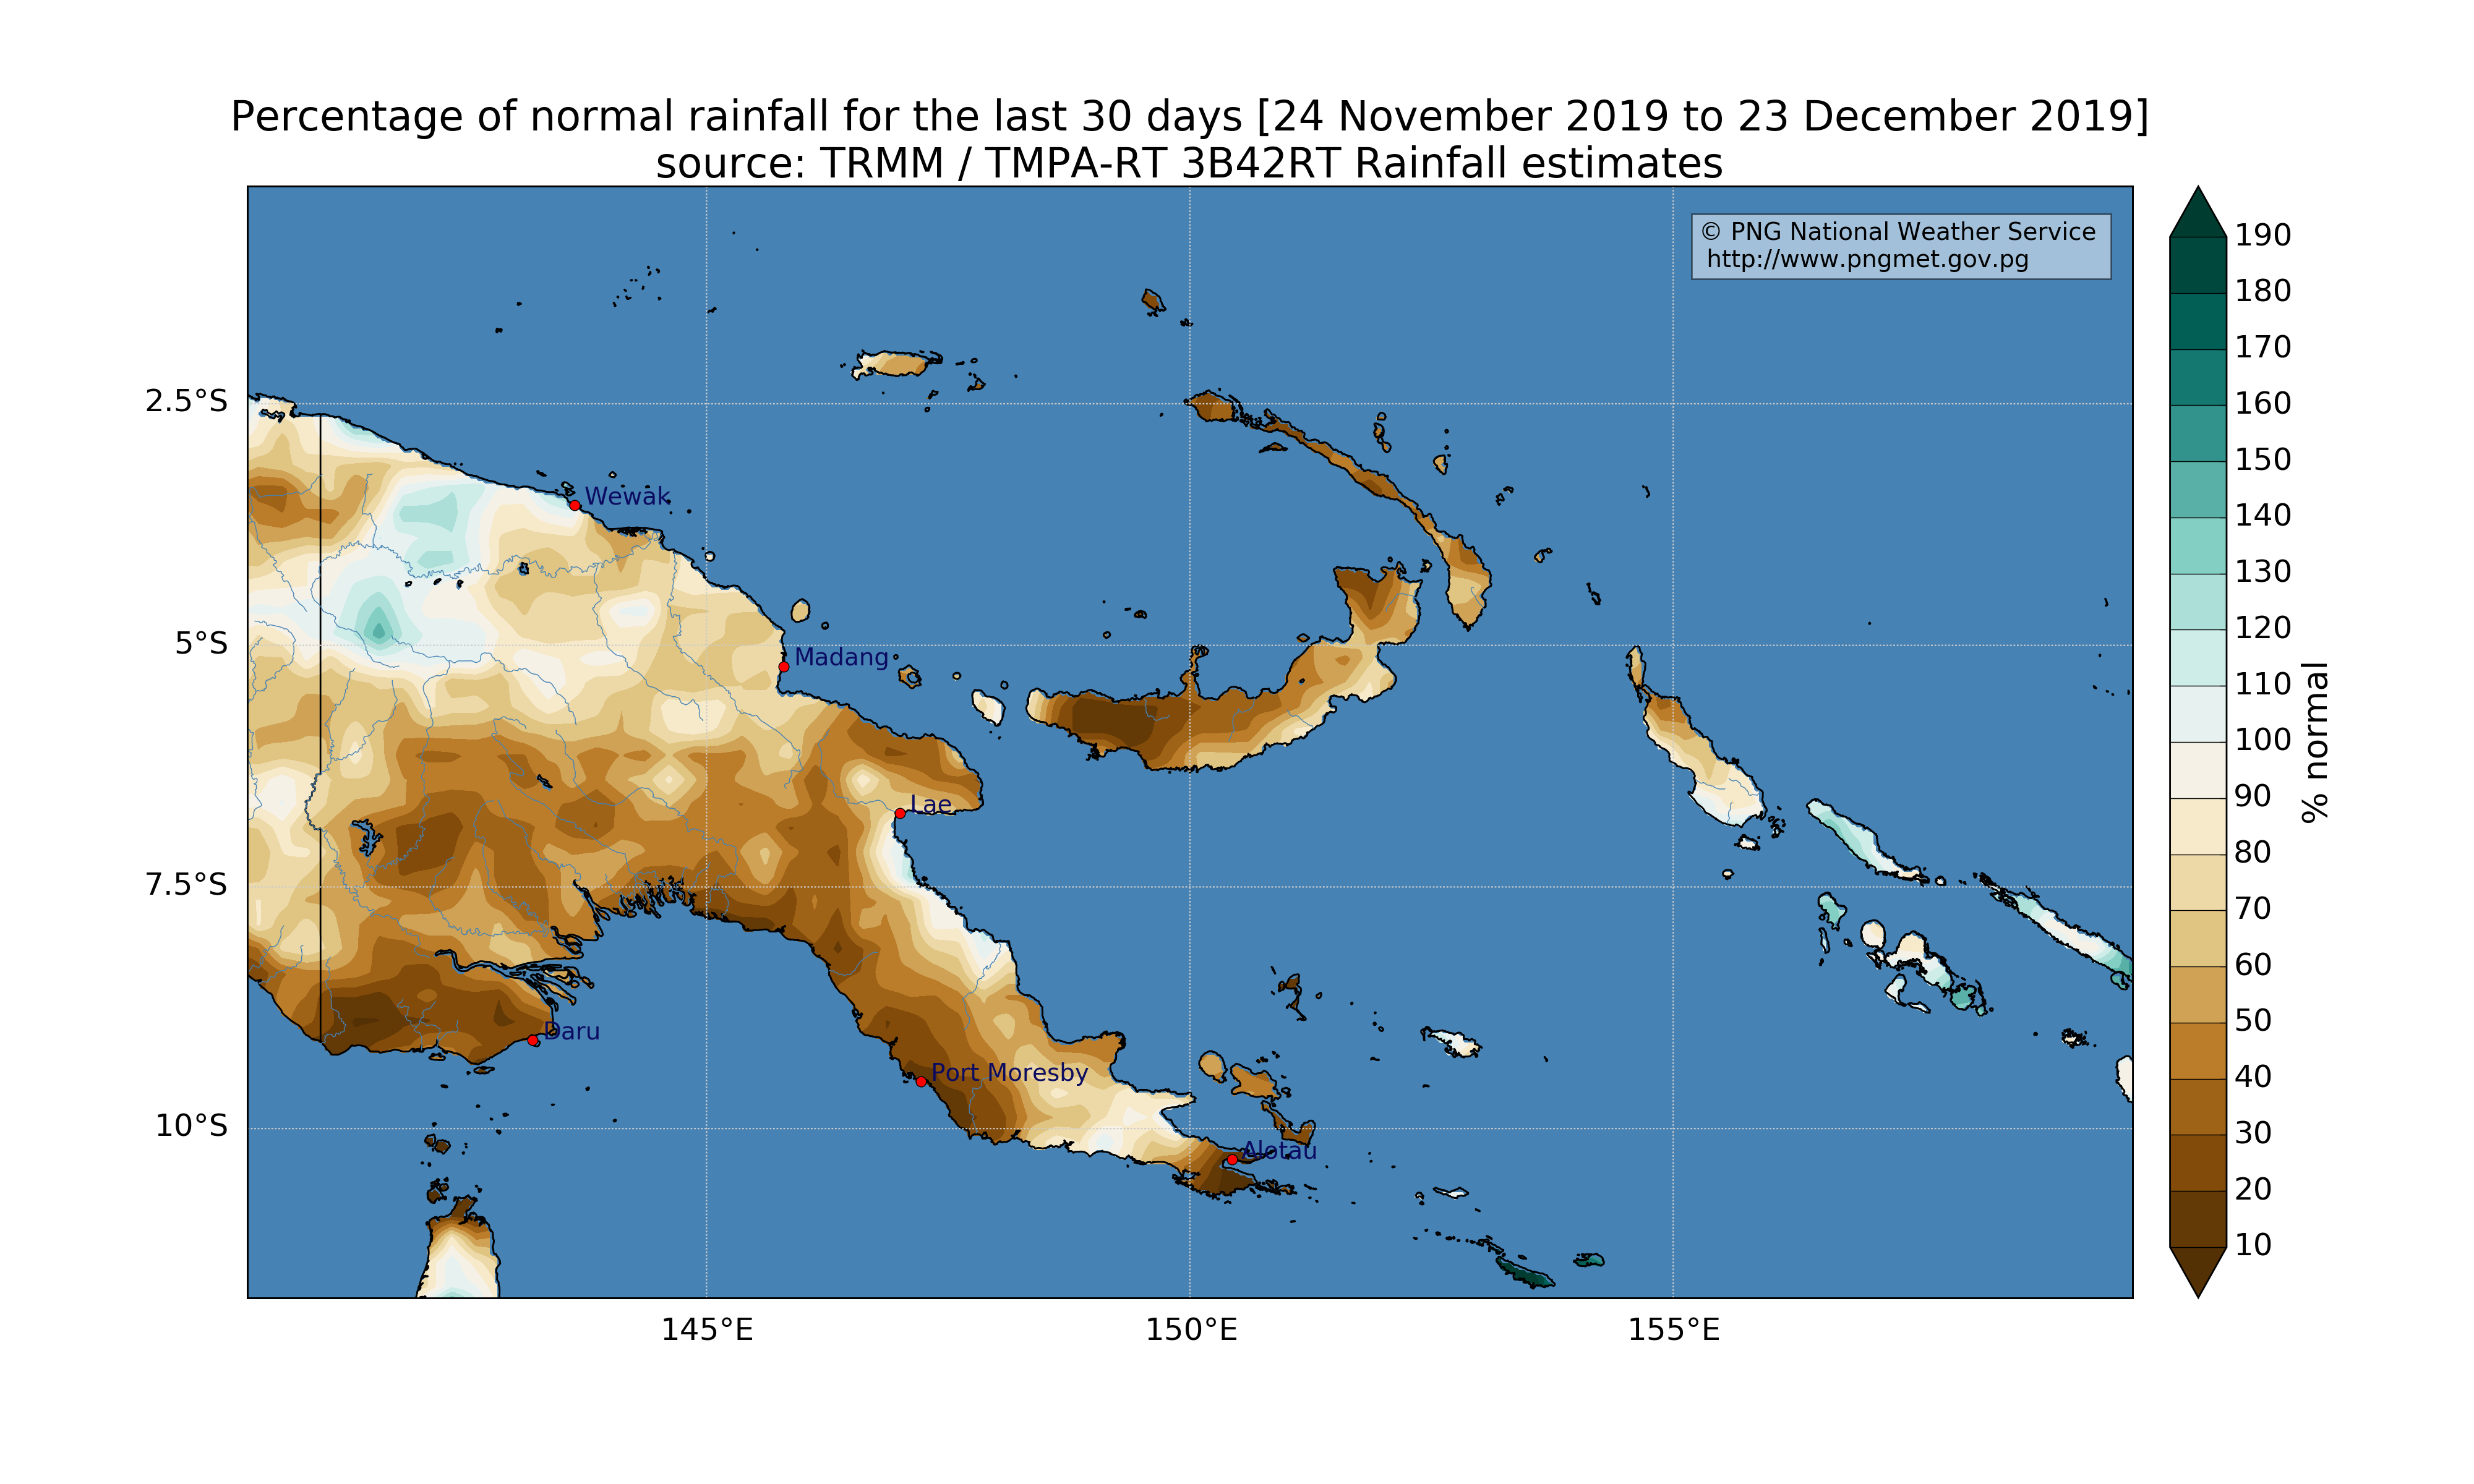 Percentage of normal rainfall for the last 30 days [24 November 2019 to 23 December 2019]
source: TRMM / TMPA-RT 3B42RT Rainfall estimates
© PNG National Weather Service
http://www.pngmet.gov.pg
2.5°S
5°S
7.5°S
10°S
Wewak
Madang
Lae
Daru
Port Moresby
Alotau
145°E
150°E
155°E
190
180
170
160
150
140
130
120
110
100
90
80
70
60
50
40
30
20
10
% normal